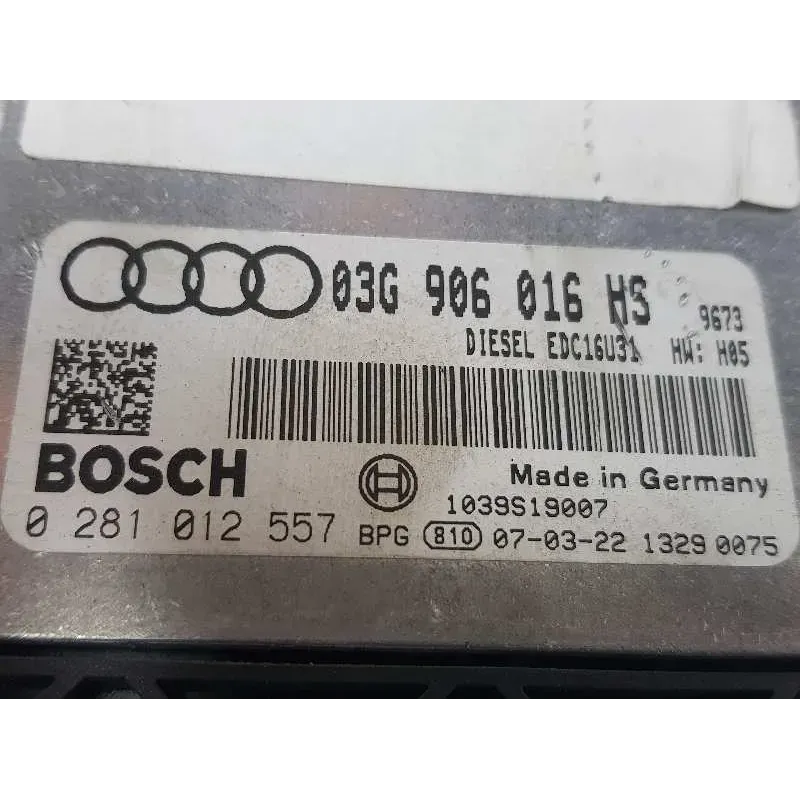 03G 906 016 HS 9673
DIESEL EDC16U31 HW: H05
BOSCH Made in Germany
1039S19007
0 281 012 557 BPG 810 07-03-22 1329 0075